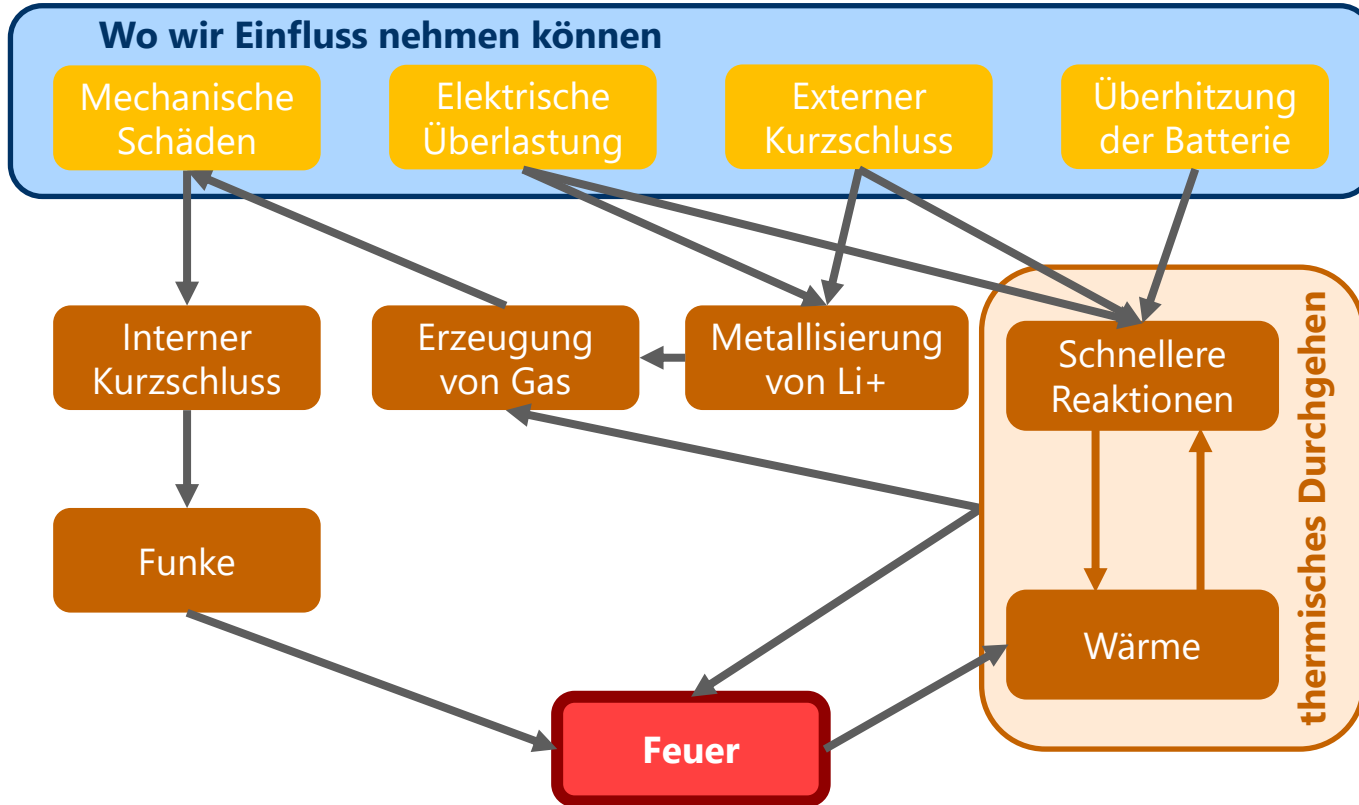 Wo wir Einfluss nehmen können
Mechanische
Schäden
Elektrische
Überlastung
Externer
Kurzschluss
Überhitzung
der Batterie
Interner
Kurzschluss
Erzeugung
von Gas
Metallisierung
von Li+
Schnellere
Reaktionen
thermisches Durchgehen
Funke
Wärme
Feuer